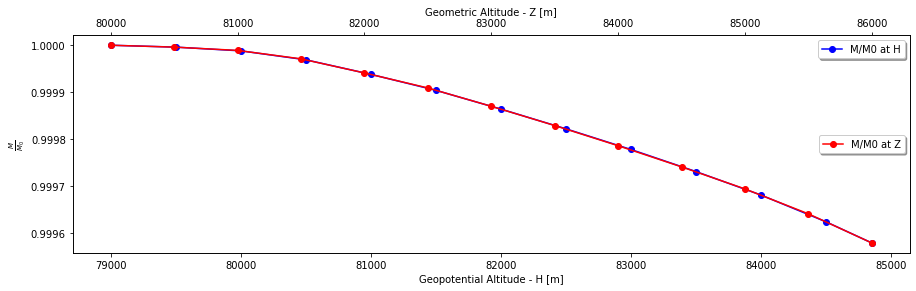 Geometric Altitude - Z [m]
80000 81000 82000 83000 84000 85000 86000
1.0000
0.9999
0.9998
0.9997
0.9996
M
M0
M/M0 at H
M/M0 at Z
79000 80000 81000 82000 83000 84000 85000
Geopotential Altitude - H [m]